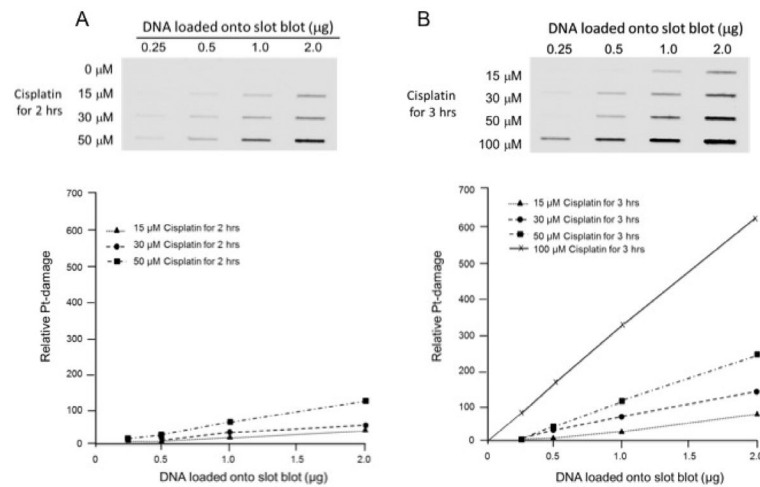 A
DNA loaded onto slot blot (µg)
0.25 0.5 1.0 2.0
Cisplatin
for 2 hrs
0 µM
15 µM
30 µM
50 µM
700
600
500
400
300
200
100
0
Relative Pt-damage
15 µM Cisplatin for 2 hrs
30 µM Cisplatin for 2 hrs
50 µM Cisplatin for 2 hrs
0 0.5 1.0 1.5 2.0
DNA loaded onto slot blot (µg)
B
DNA loaded onto slot blot (µg)
0.25 0.5 1.0 2.0
Cisplatin
for 3 hrs
15 µM
30 µM
50 µM
100 µM
700
600
500
400
300
200
100
0
Relative Pt-damage
15 µM Cisplatin for 3 hrs
30 µM Cisplatin for 3 hrs
50 µM Cisplatin for 3 hrs
100 µM Cisplatin for 3 hrs
0 0.5 1.0 1.5 2.0
DNA loaded onto slot blot (µg)